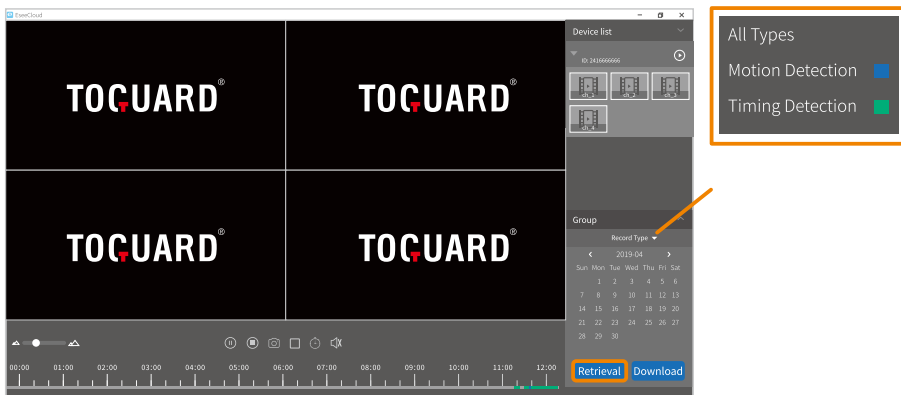 EseeCloud
TOGUARD®
TOGUARD®
TOGUARD®
TOGUARD®
00:00 01:00 02:00 03:00 04:00 05:00 06:00 07:00 08:00 09:00 10:00 11:00 12:00
Device list
ID: 2416666666
ch_1 ch_2 ch_3
ch_4
Group
Record Type
2019-04
Sun Mon Tue Wed Thu Fri Sat
1 2 3 4 5 6
7 8 9 10 11 12 13
14 15 16 17 18 19 20
21 22 23 24 25 26 27
28 29 30
Retrieval Download
All Types
Motion Detection
Timing Detection